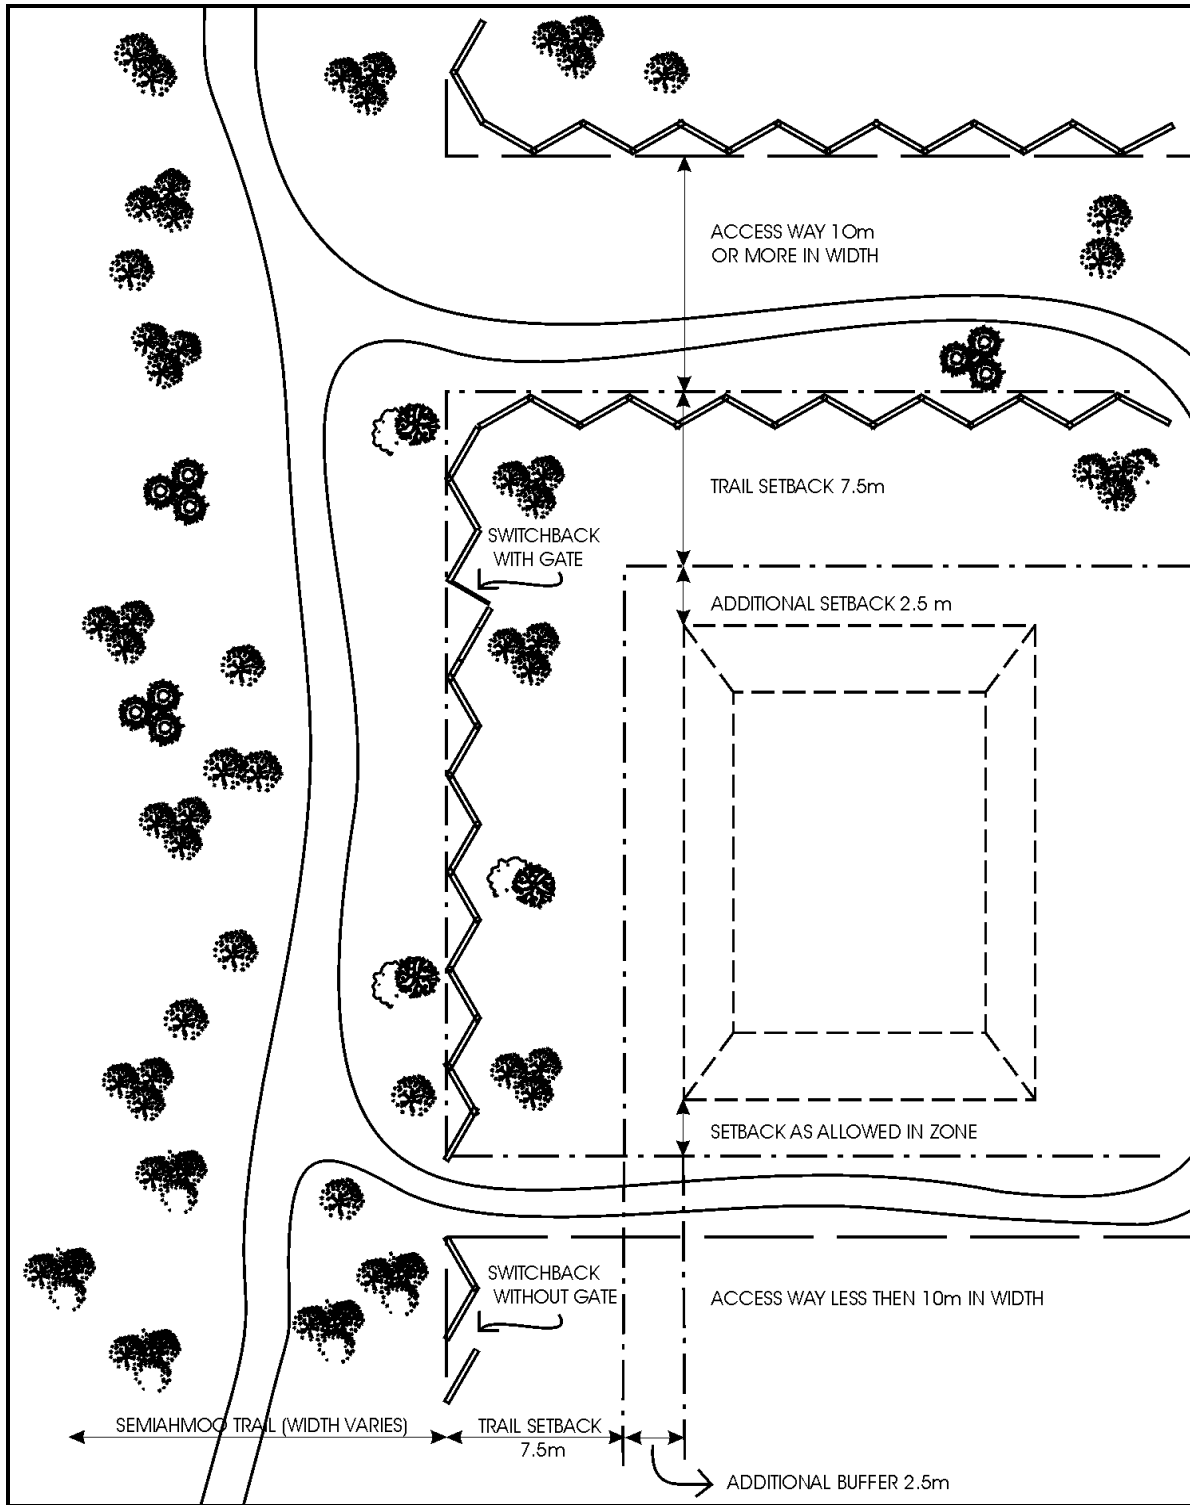 ACCESS WAY 10m
OR MORE IN WIDTH
TRAIL SETBACK 7.5m
SWITCHBACK
WITH GATE
ADDITIONAL SETBACK 2.5 m
SETBACK AS ALLOWED IN ZONE
SWITCHBACK
WITHOUT GATE
ACCESS WAY LESS THEN 10m IN WIDTH
SEMIAHMOO TRAIL (WIDTH VARIES)
TRAIL SETBACK
7.5m
ADDITIONAL BUFFER 2.5m